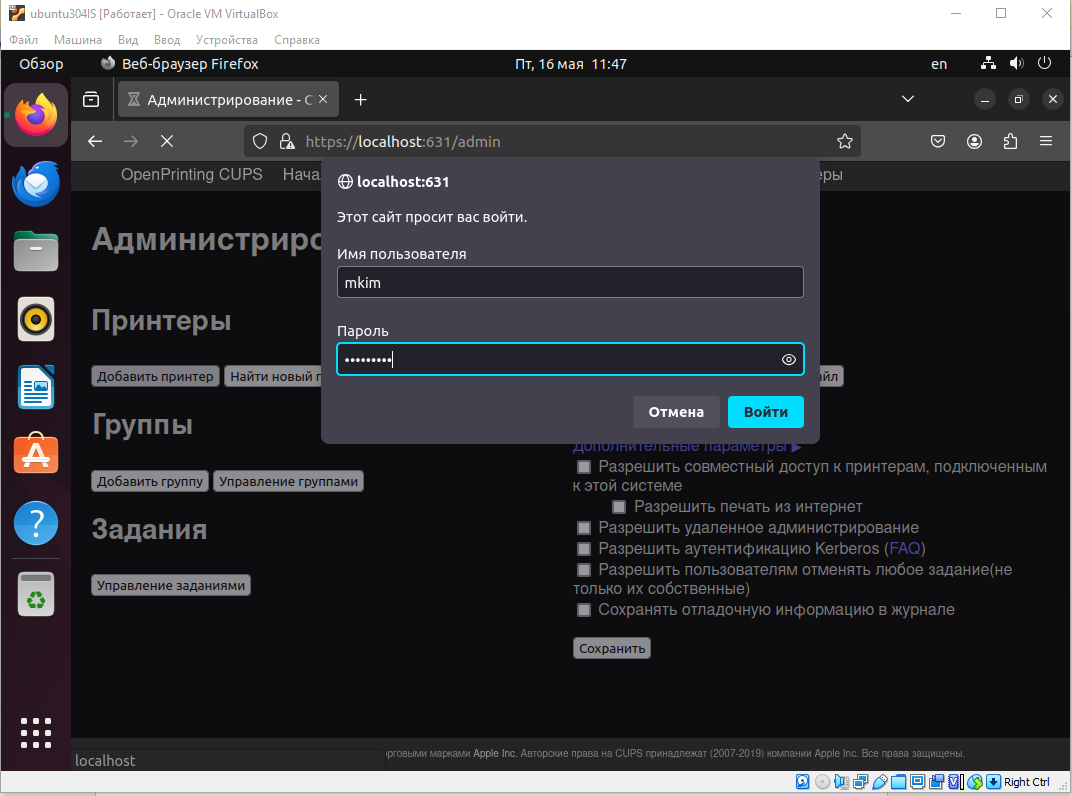 ubuntu304IS [Работает] - Oracle VM VirtualBox
Файл Машина Вид Ввод Устройства Справка
Обзор Веб-браузер Firefox Пт, 16 мая 11:47 en
Администрирование - C
https://localhost:631/admin
OpenPrinting CUPS
localhost:631
Этот сайт просит вас войти.
Имя пользователя
mkim
Пароль
•••••••••
Отмена Войти
Принтеры
Добавить принтер Найти новый
Группы
Дополнительные параметры ▶
Добавить группу Управление группами
Задания
Управление заданиями
Разрешить совместный доступ к принтерам, подключенным
к этой системе
Разрешить печать из интернет
Разрешить удаленное администрирование
Разрешить аутентификацию Kerberos (FAQ)
Разрешить пользователям отменять любое задание(не
только их собственные)
Сохранять отладочную информацию в журнале
Сохранить
марками Apple Inc. Авторские права на CUPS принадлежат (2007-2019) компании Apple Inc. Все права защищены.
localhost
Right Ctrl